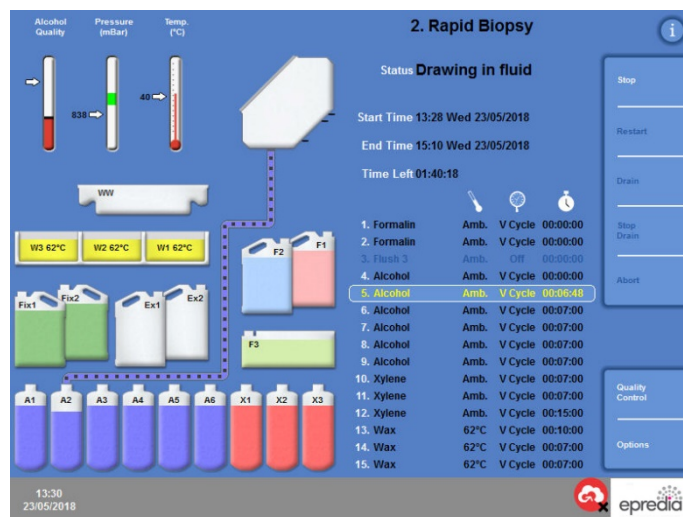 Alcohol Quality
Pressure (mBar)
Temp. (°C)
838
40
WW
W3 62°C
W2 62°C
W1 62°C
F2
F1
Fix1
Fix2
Ex1
Ex2
F3
A1
A2
A3
A4
A5
A6
X1
X2
X3
2. Rapid Biopsy
Status Drawing in fluid
Start Time 13:28 Wed 23/05/2018
End Time 15:10 Wed 23/05/2018
Time Left 01:40:18
1. Formalin Amb. V Cycle 00:00:00
2. Formalin Amb. V Cycle 00:00:00
3. Flush 3 Amb. Off 00:00:00
4. Alcohol Amb. V Cycle 00:00:00
5. Alcohol Amb. V Cycle 00:06:48
6. Alcohol Amb. V Cycle 00:07:00
7. Alcohol Amb. V Cycle 00:07:00
8. Alcohol Amb. V Cycle 00:07:00
9. Alcohol Amb. V Cycle 00:07:00
10. Xylene Amb. V Cycle 00:07:00
11. Xylene Amb. V Cycle 00:07:00
12. Xylene Amb. V Cycle 00:15:00
13. Wax 62°C V Cycle 00:10:00
14. Wax 62°C V Cycle 00:07:00
15. Wax 62°C V Cycle 00:07:00
i
Stop
Restart
Drain
Stop
Drain
Abort
Quality
Control
Options
13:30
23/05/2018
epredia